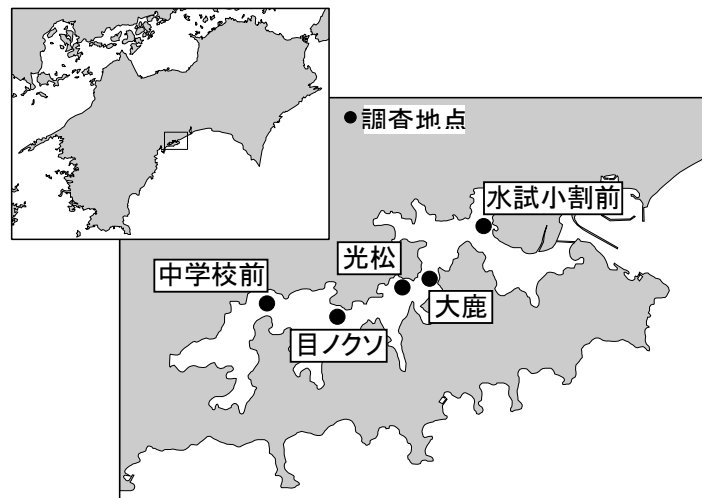 ●調査地点
水試小割前
光松
中学校前
大鹿
目ノクソ